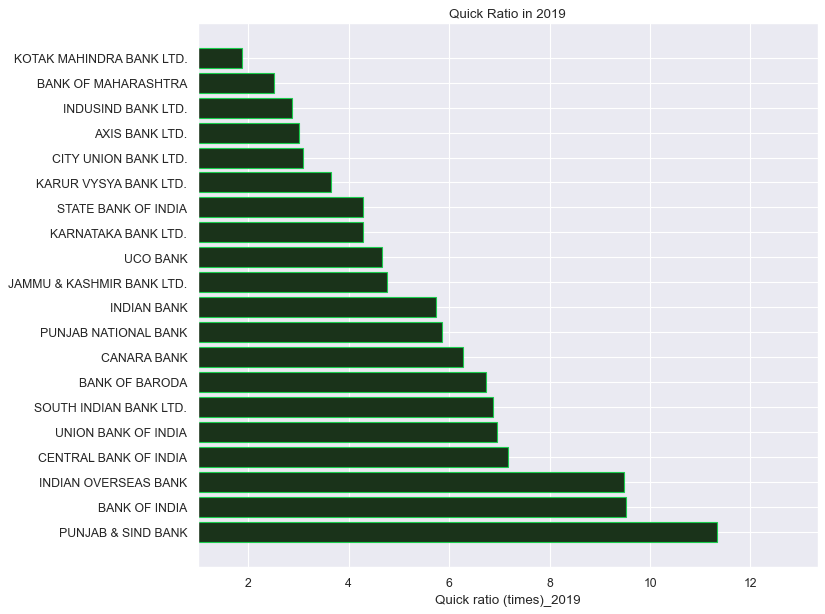 Quick Ratio in 2019
KOTAK MAHINDRA BANK LTD.
BANK OF MAHARASHTRA
INDUSIND BANK LTD.
AXIS BANK LTD.
CITY UNION BANK LTD.
KARUR VYSYA BANK LTD.
STATE BANK OF INDIA
KARNATAKA BANK LTD.
UCO BANK
JAMMU & KASHMIR BANK LTD.
INDIAN BANK
PUNJAB NATIONAL BANK
CANARA BANK
BANK OF BARODA
SOUTH INDIAN BANK LTD.
UNION BANK OF INDIA
CENTRAL BANK OF INDIA
INDIAN OVERSEAS BANK
BANK OF INDIA
PUNJAB & SIND BANK
2 4 6 8 10 12
Quick ratio (times)_2019